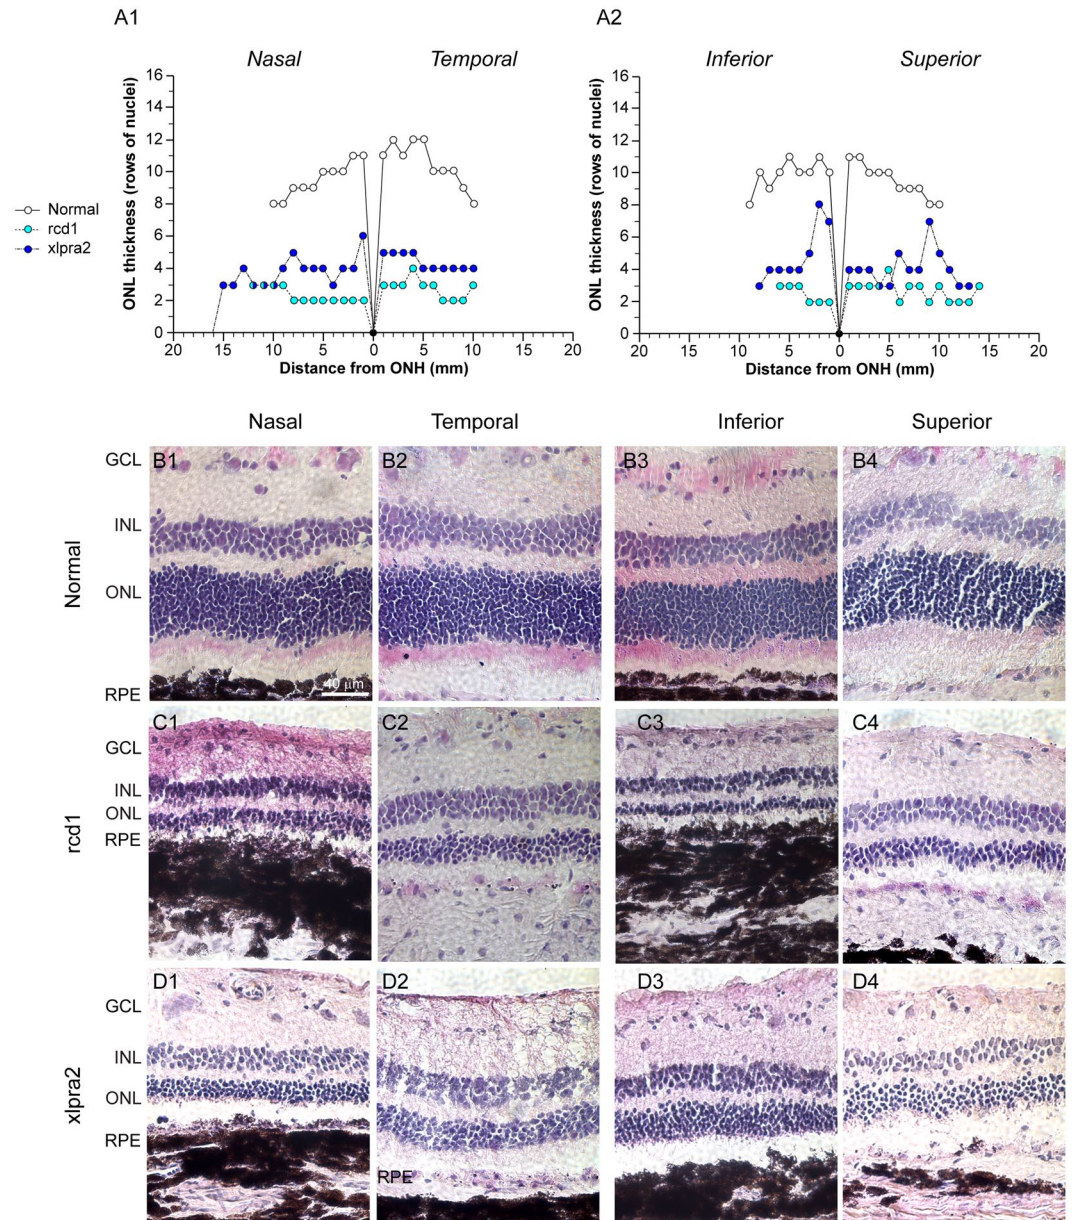 A1
A2
Nasal
Temporal
Inferior
Superior
ONL thickness (rows of nuclei)
16
14
12
10
8
6
4
2
0
20
15
10
5
0
5
10
15
20
Distance from ONH (mm)
Normal
rcd1
xlpra2
ONL thickness (rows of nuclei)
16
14
12
10
8
6
4
2
0
20
15
10
5
0
5
10
15
20
Distance from ONH (mm)
Nasal
Temporal
Inferior
Superior
Normal
GCL
INL
ONL
RPE
B1
B2
B3
B4
40 µm
rcd1
GCL
INL
ONL
RPE
C1
C2
C3
C4
xlpra2
GCL
INL
ONL
RPE
D1
D2
D3
D4
RPE